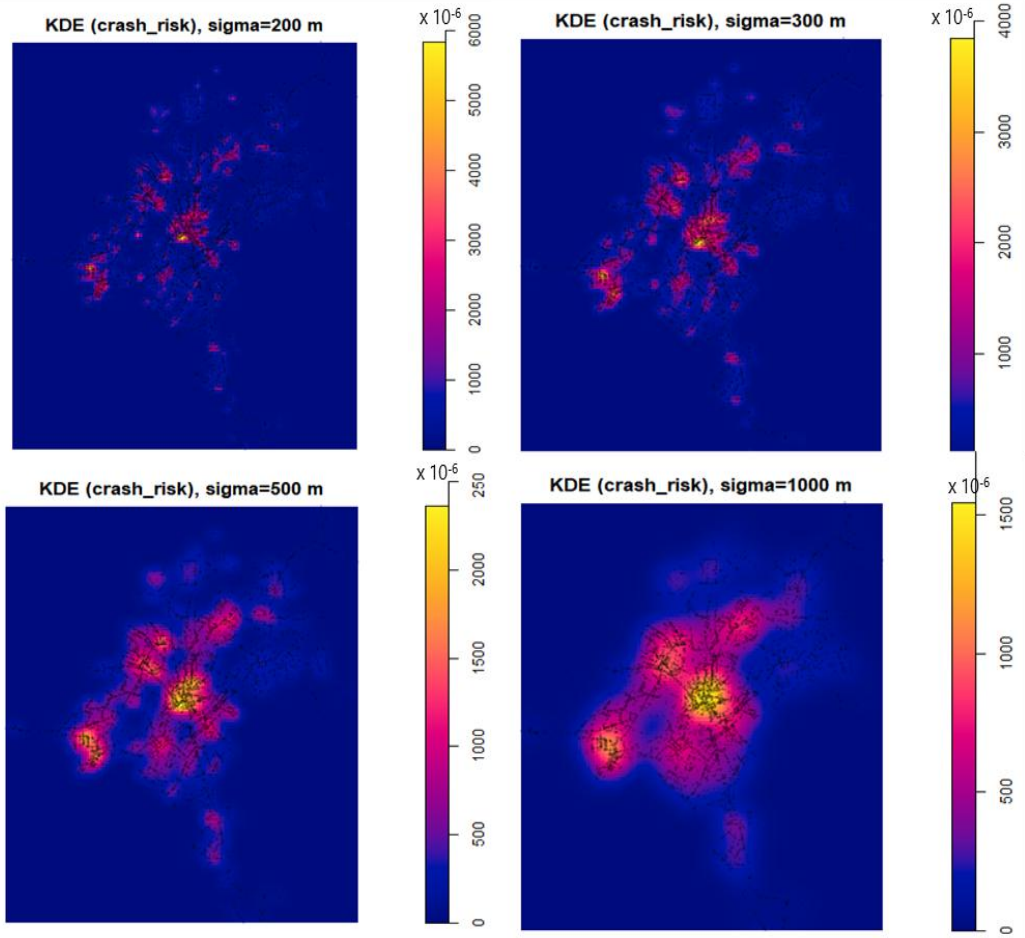 KDE (crash_risk), sigma=200 m
x 10-6
6000
5000
4000
3000
2000
1000
0
KDE (crash_risk), sigma=300 m
x 10-6
4000
3000
2000
1000
KDE (crash_risk), sigma=500 m
x 10-6
250
2000
1500
1000
500
0
KDE (crash_risk), sigma=1000 m
x 10-6
1500
1000
500
0